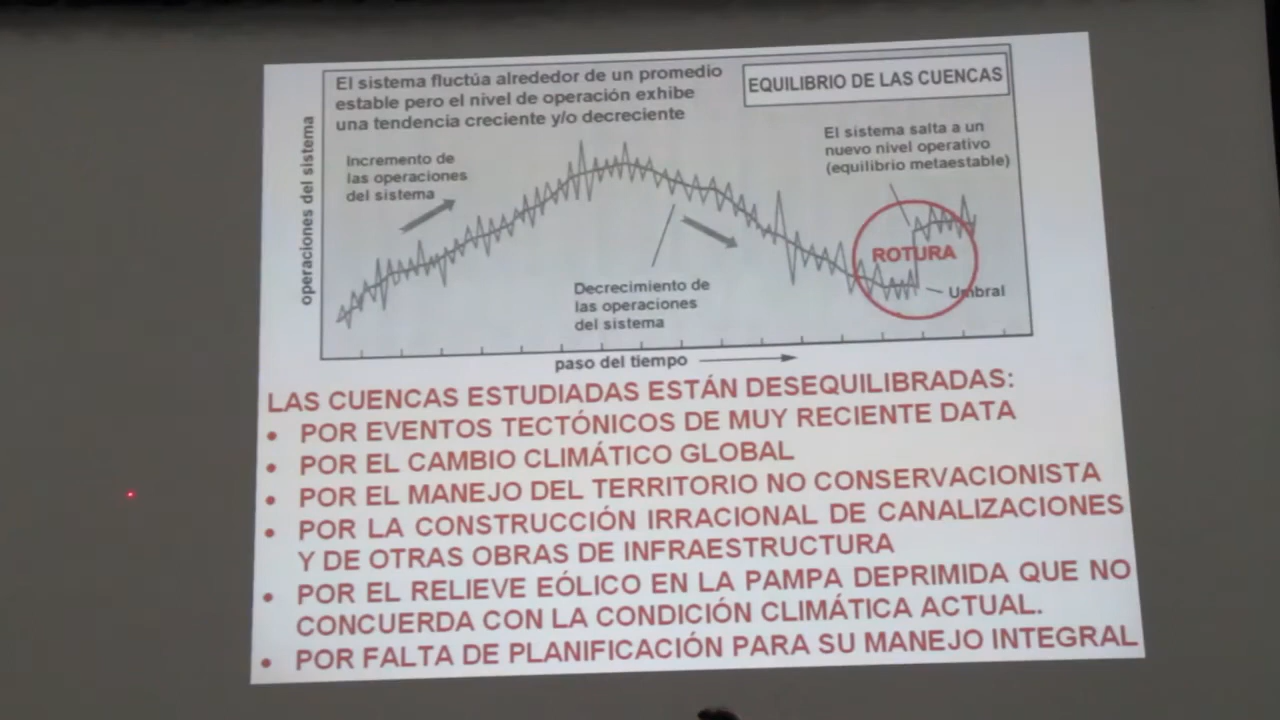 El sistema fluctúa alrededor de un promedio
estable pero el nivel de operación exhibe
una tendencia creciente y/o decreciente
EQUILIBRIO DE LAS CUENCAS
operaciones del sistema
Incremento de
las operaciones
del sistema
El sistema salta a un
nuevo nivel operativo
(equilibrio metaestable)
ROTURA
Umbral
Decrecimiento de
las operaciones
del sistema
paso del tiempo
LAS CUENCAS ESTUDIADAS ESTÁN DESEQUILIBRADAS:
• POR EVENTOS TECTÓNICOS DE MUY RECIENTE DATA
• POR EL CAMBIO CLIMÁTICO GLOBAL
• POR EL MANEJO DEL TERRITORIO NO CONSERVACIONISTA
• POR LA CONSTRUCCIÓN IRRACIONAL DE CANALIZACIONES
Y DE OTRAS OBRAS DE INFRAESTRUCTURA
• POR EL RELIEVE EÓLICO EN LA PAMPA DEPRIMIDA QUE NO
CONCUERDA CON LA CONDICIÓN CLIMÁTICA ACTUAL.
• POR FALTA DE PLANIFICACIÓN PARA SU MANEJO INTEGRAL